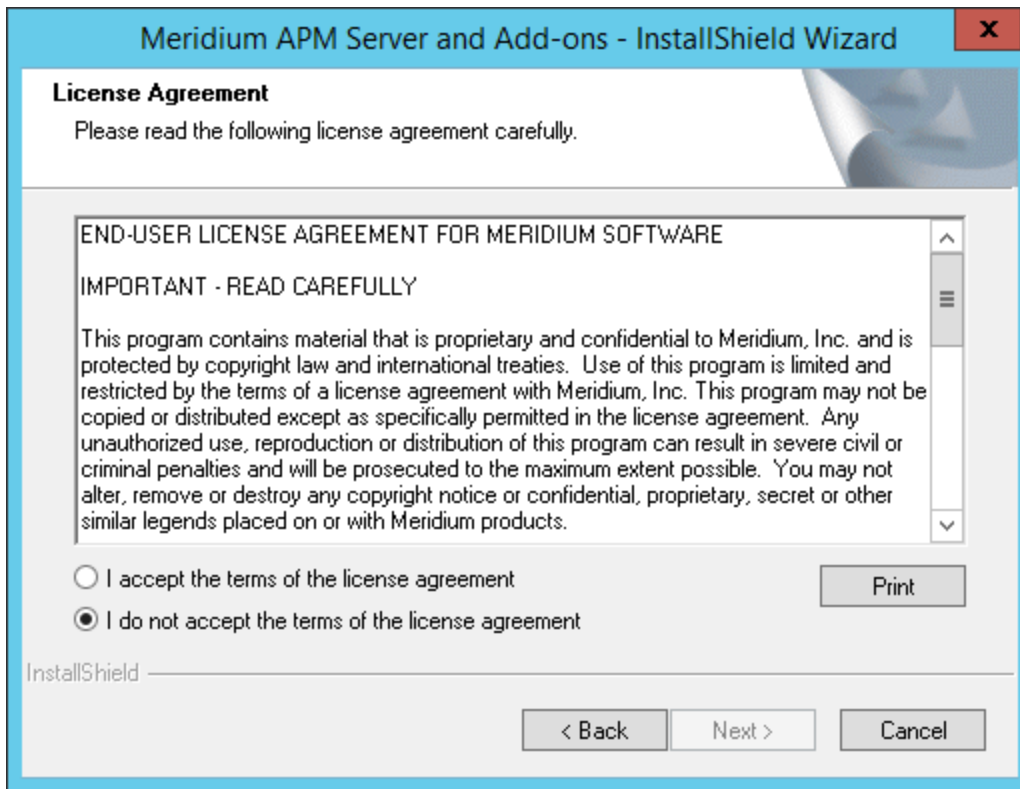 Meridium APM Server and Add-ons - InstallShield Wizard
x
License Agreement
Please read the following license agreement carefully.
END-USER LICENSE AGREEMENT FOR MERIDIUM SOFTWARE
IMPORTANT - READ CAREFULLY
This program contains material that is proprietary and confidential to Meridium, Inc. and is
protected by copyright law and international treaties.  Use of this program is limited and
restricted by the terms of a license agreement with Meridium, Inc. This program may not be
copied or distributed except as specifically permitted in the license agreement.  Any
unauthorized use, reproduction or distribution of this program can result in severe civil or
criminal penalties and will be prosecuted to the maximum extent possible.  You may not
alter, remove or destroy any copyright notice or confidential, proprietary, secret or other
similar legends placed on or with Meridium products.
I accept the terms of the license agreement
Print
I do not accept the terms of the license agreement
InstallShield
< Back
Next >
Cancel